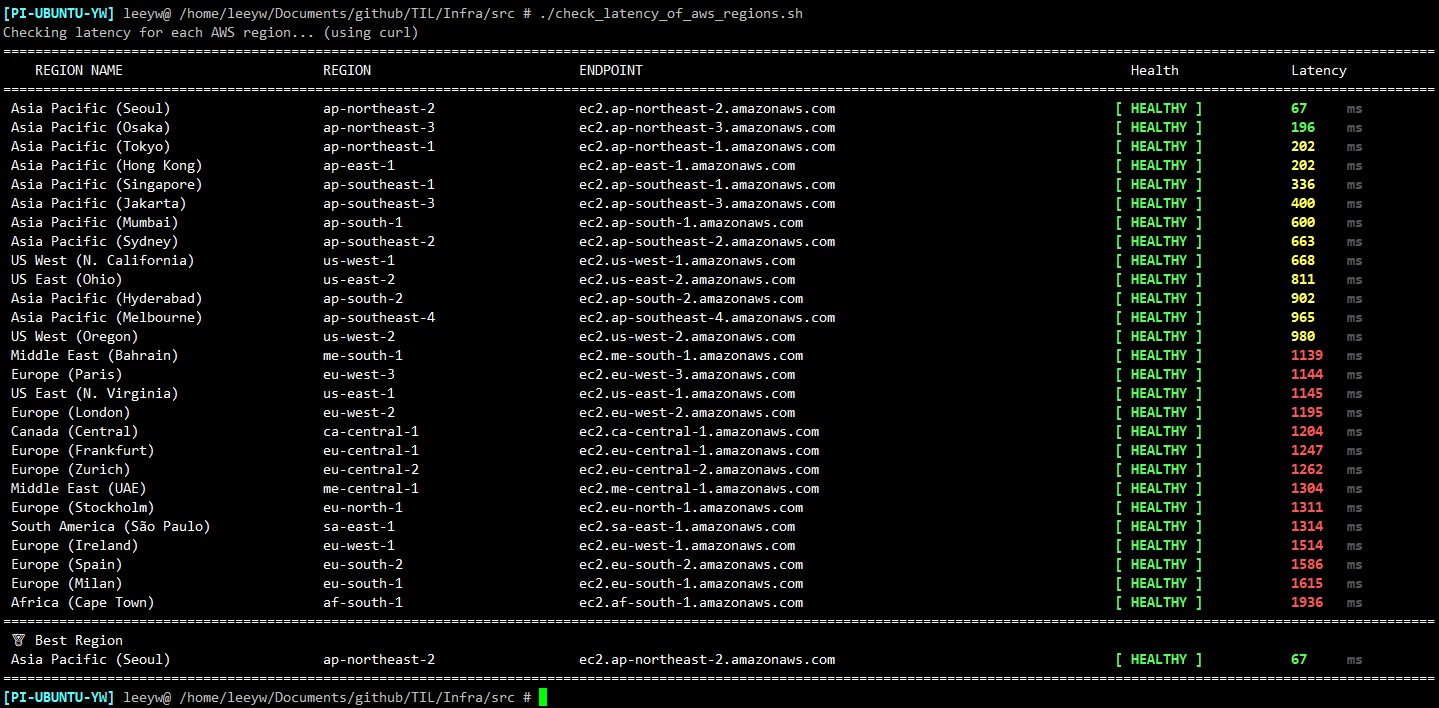 [PI-UBUNTU-YW] leeyw@ /home/leeyw/Documents/github/TIL/Infra/src # ./check_latency_of_aws_regions.sh
Checking latency for each AWS region... (using curl)
REGION NAME REGION ENDPOINT Health Latency
Asia Pacific (Seoul) ap-northeast-2 ec2.ap-northeast-2.amazonaws.com [ HEALTHY ] 67 ms
Asia Pacific (Osaka) ap-northeast-3 ec2.ap-northeast-3.amazonaws.com [ HEALTHY ] 196 ms
Asia Pacific (Tokyo) ap-northeast-1 ec2.ap-northeast-1.amazonaws.com [ HEALTHY ] 202 ms
Asia Pacific (Hong Kong) ap-east-1 ec2.ap-east-1.amazonaws.com [ HEALTHY ] 202 ms
Asia Pacific (Singapore) ap-southeast-1 ec2.ap-southeast-1.amazonaws.com [ HEALTHY ] 336 ms
Asia Pacific (Jakarta) ap-southeast-3 ec2.ap-southeast-3.amazonaws.com [ HEALTHY ] 400 ms
Asia Pacific (Mumbai) ap-south-1 ec2.ap-south-1.amazonaws.com [ HEALTHY ] 600 ms
Asia Pacific (Sydney) ap-southeast-2 ec2.ap-southeast-2.amazonaws.com [ HEALTHY ] 663 ms
US West (N. California) us-west-1 ec2.us-west-1.amazonaws.com [ HEALTHY ] 668 ms
US East (Ohio) us-east-2 ec2.us-east-2.amazonaws.com [ HEALTHY ] 811 ms
Asia Pacific (Hyderabad) ap-south-2 ec2.ap-south-2.amazonaws.com [ HEALTHY ] 902 ms
Asia Pacific (Melbourne) ap-southeast-4 ec2.ap-southeast-4.amazonaws.com [ HEALTHY ] 965 ms
US West (Oregon) us-west-2 ec2.us-west-2.amazonaws.com [ HEALTHY ] 980 ms
Middle East (Bahrain) me-south-1 ec2.me-south-1.amazonaws.com [ HEALTHY ] 1139 ms
Europe (Paris) eu-west-3 ec2.eu-west-3.amazonaws.com [ HEALTHY ] 1144 ms
US East (N. Virginia) us-east-1 ec2.us-east-1.amazonaws.com [ HEALTHY ] 1145 ms
Europe (London) eu-west-2 ec2.eu-west-2.amazonaws.com [ HEALTHY ] 1195 ms
Canada (Central) ca-central-1 ec2.ca-central-1.amazonaws.com [ HEALTHY ] 1204 ms
Europe (Frankfurt) eu-central-1 ec2.eu-central-1.amazonaws.com [ HEALTHY ] 1247 ms
Europe (Zurich) eu-central-2 ec2.eu-central-2.amazonaws.com [ HEALTHY ] 1262 ms
Middle East (UAE) me-central-1 ec2.me-central-1.amazonaws.com [ HEALTHY ] 1304 ms
Europe (Stockholm) eu-north-1 ec2.eu-north-1.amazonaws.com [ HEALTHY ] 1311 ms
South America (São Paulo) sa-east-1 ec2.sa-east-1.amazonaws.com [ HEALTHY ] 1314 ms
Europe (Ireland) eu-west-1 ec2.eu-west-1.amazonaws.com [ HEALTHY ] 1514 ms
Europe (Spain) eu-south-2 ec2.eu-south-2.amazonaws.com [ HEALTHY ] 1586 ms
Europe (Milan) eu-south-1 ec2.eu-south-1.amazonaws.com [ HEALTHY ] 1615 ms
Africa (Cape Town) af-south-1 ec2.af-south-1.amazonaws.com [ HEALTHY ] 1936 ms
🏆 Best Region
Asia Pacific (Seoul) ap-northeast-2 ec2.ap-northeast-2.amazonaws.com [ HEALTHY ] 67 ms
[PI-UBUNTU-YW] leeyw@ /home/leeyw/Documents/github/TIL/Infra/src #